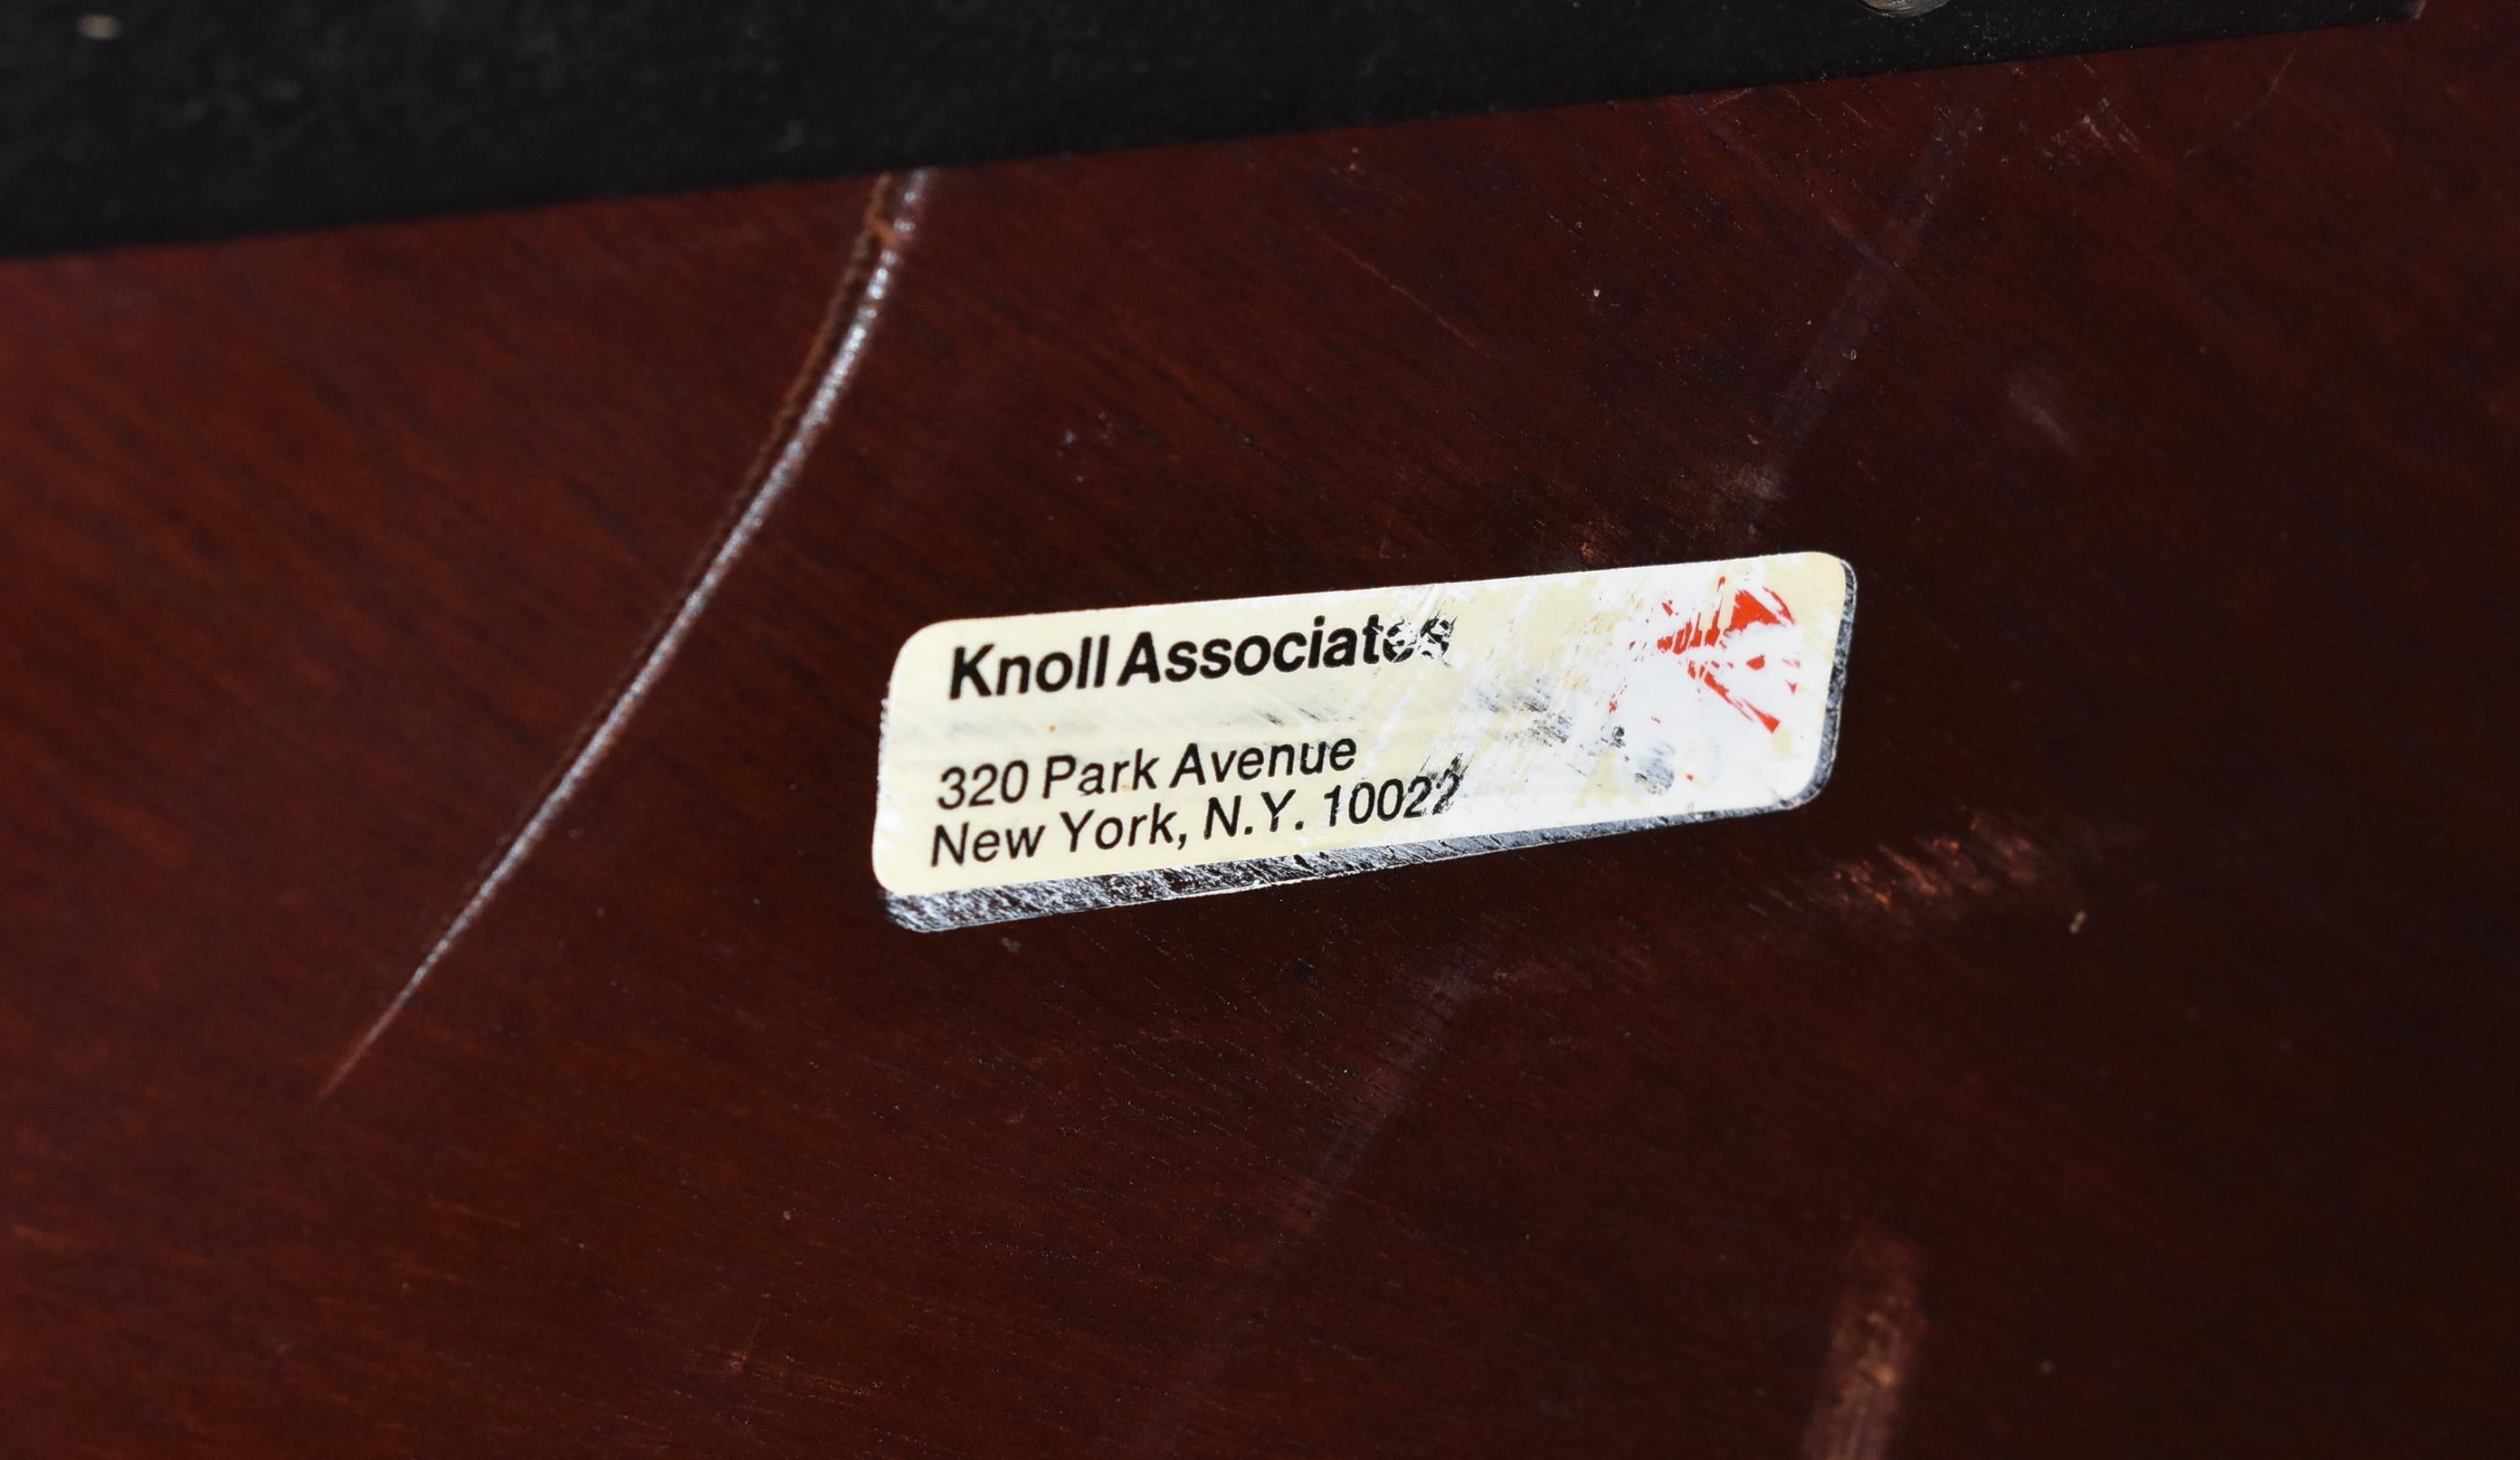 Knoll Associates
320 Park Avenue
New York, N.Y. 10022